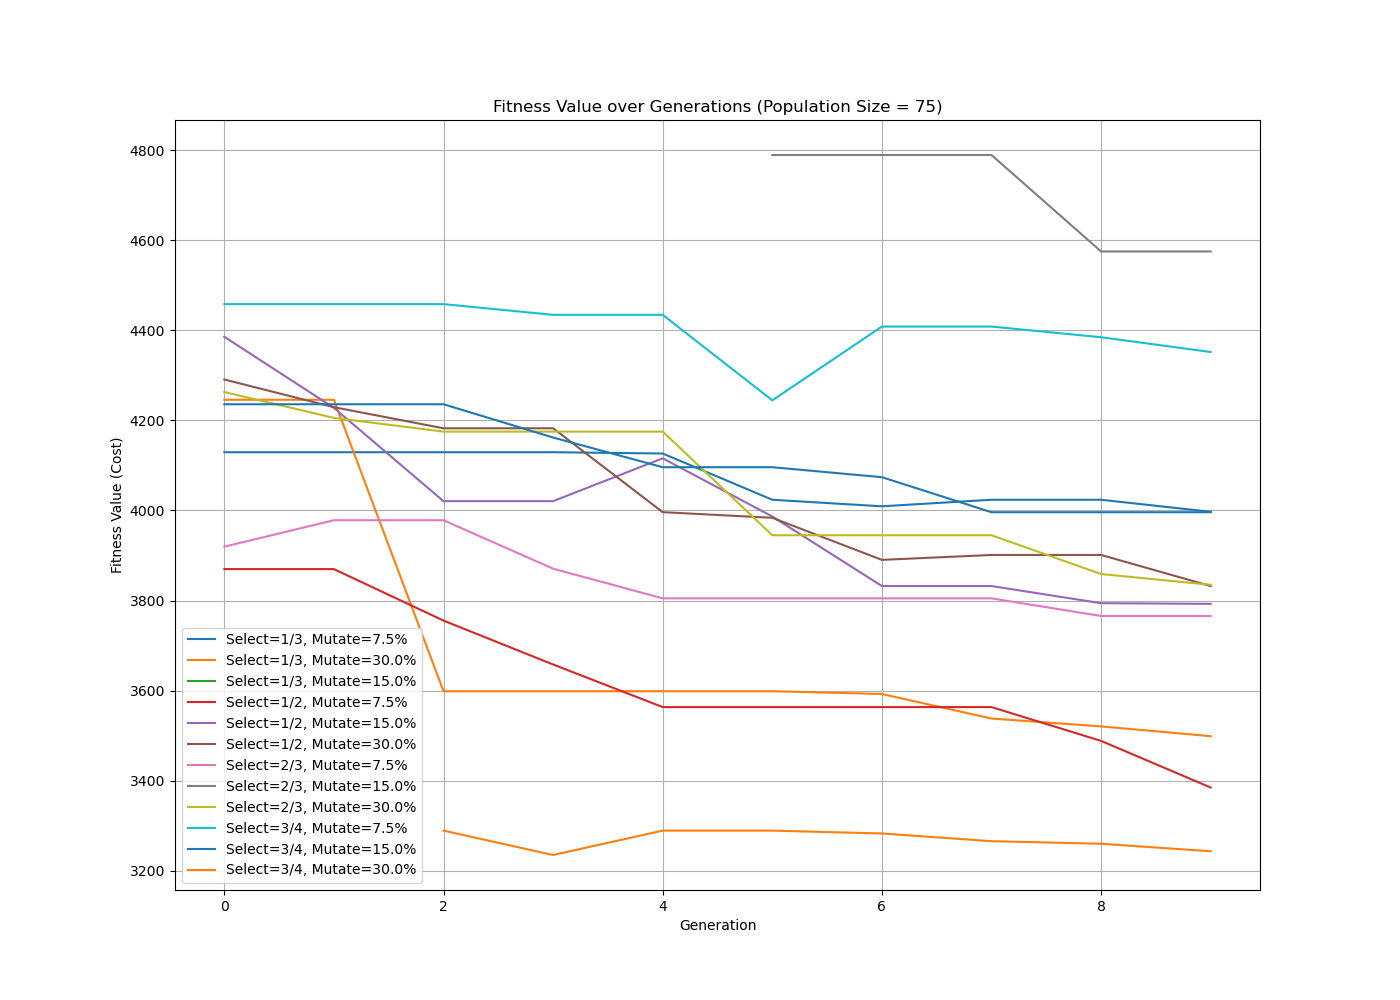 Fitness Value over Generations (Population Size = 75)
4800
4600
4400
4200
4000
3800
3600
3400
3200
Fitness Value (Cost)
Select=1/3, Mutate=7.5%
Select=1/3, Mutate=30.0%
Select=1/3, Mutate=15.0%
Select=1/2, Mutate=7.5%
Select=1/2, Mutate=15.0%
Select=1/2, Mutate=30.0%
Select=2/3, Mutate=7.5%
Select=2/3, Mutate=15.0%
Select=2/3, Mutate=30.0%
Select=3/4, Mutate=7.5%
Select=3/4, Mutate=15.0%
Select=3/4, Mutate=30.0%
0 2 4 6 8
Generation